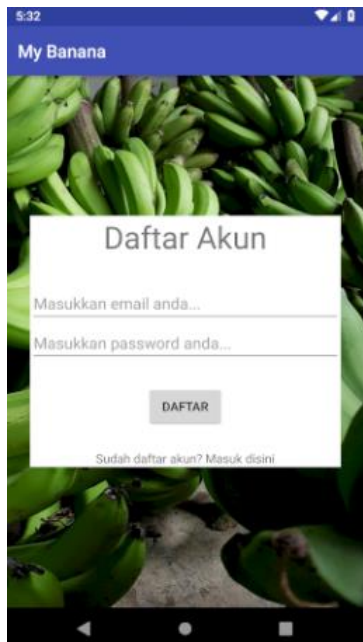 5:32
My Banana
Daftar Akun
Masukkan email anda...
Masukkan password anda...
DAFTAR
Sudah daftar akun? Masuk disini